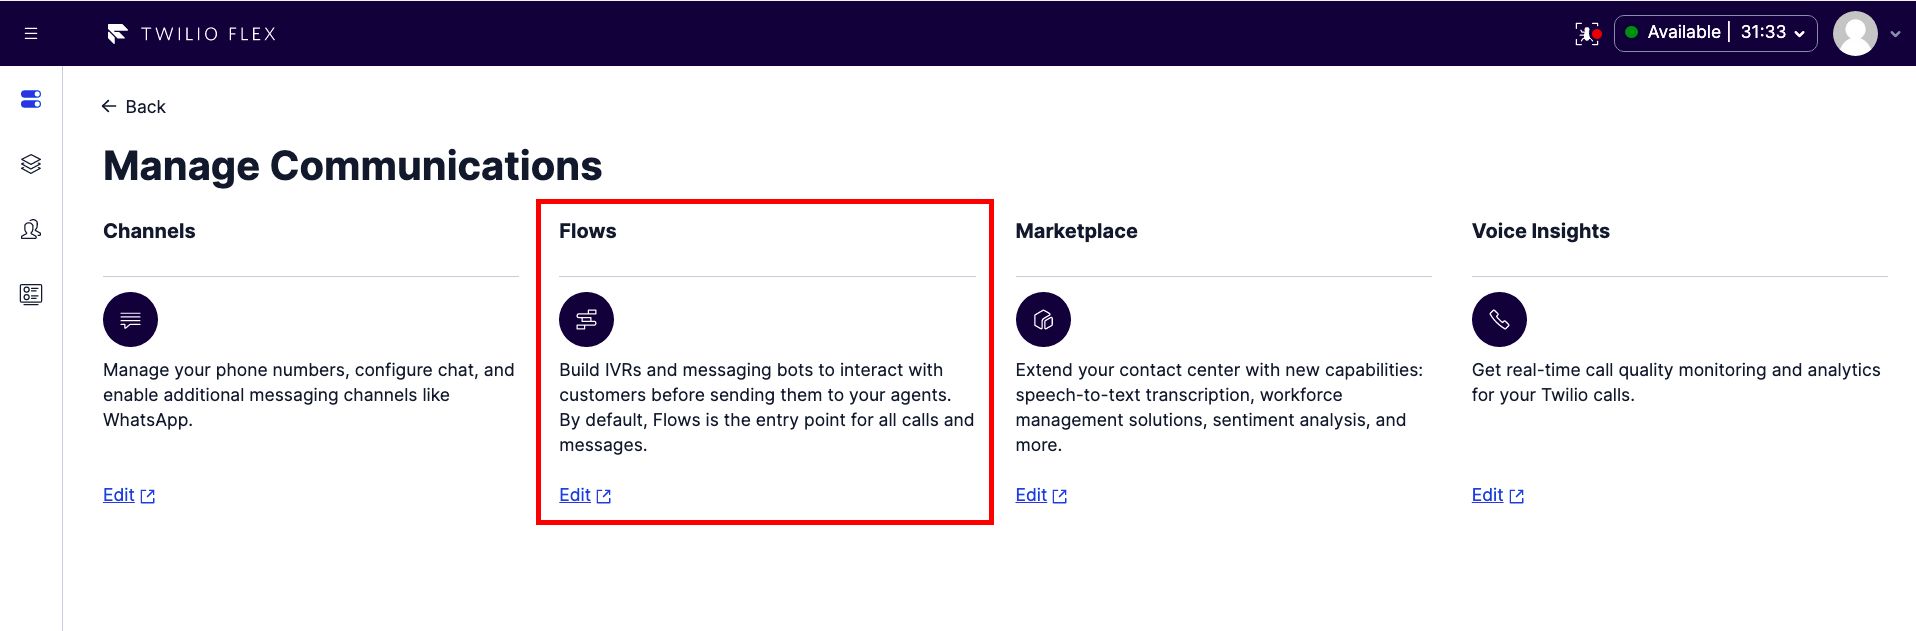 TWILIO FLEX
Available | 31:33
Back
Manage Communications
Channels
Manage your phone numbers, configure chat, and
enable additional messaging channels like
WhatsApp.
Edit
Flows
Build IVRs and messaging bots to interact with
customers before sending them to your agents.
By default, Flows is the entry point for all calls and
messages.
Edit
Marketplace
Extend your contact center with new capabilities:
speech-to-text transcription, workforce
management solutions, sentiment analysis, and
more.
Edit
Voice Insights
Get real-time call quality monitoring and analytics
for your Twilio calls.
Edit